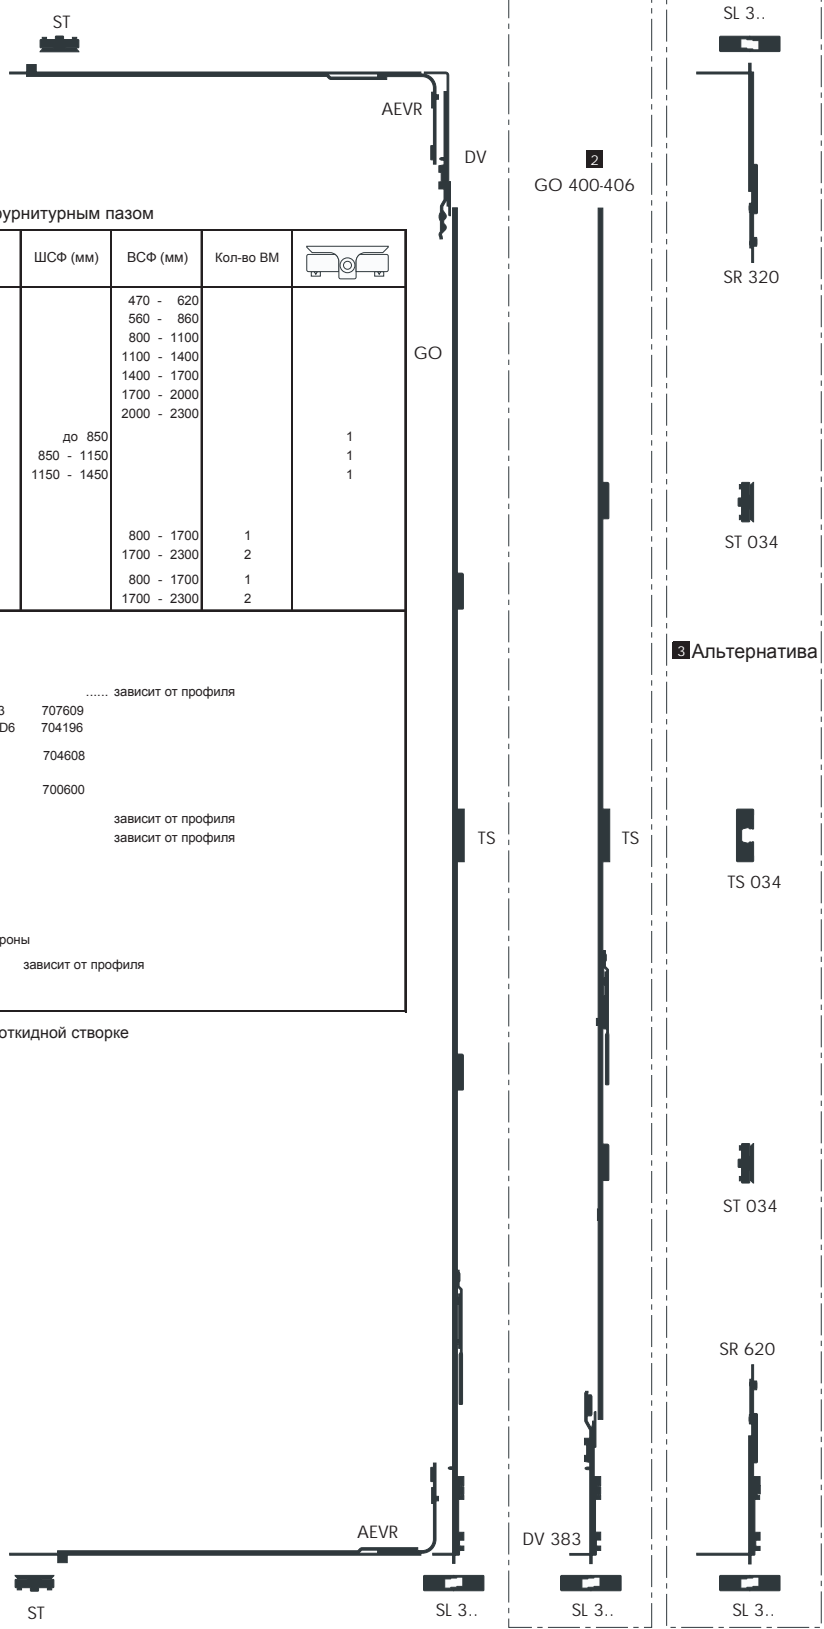 ST
SL 3..
AEVR
DV
2
GO 400-406
урнитурным пазом
SR 320
ШСФ (мм) ВСФ (мм) Кол-во ВМ
470 - 620
560 - 860
800 - 1100
1100 - 1400
1400 - 1700
1700 - 2000
2000 - 2300
GO
до 850 1
850 - 1150 1
1150 - 1450 1
800 - 1700 1
1700 - 2300 2
800 - 1700 1
1700 - 2300 2
ST 034
3 Альтернатива
...... зависит от профиля
3 707609
D6 704196
704608
700600
зависит от профиля
зависит от профиля
TS
TS
TS 034
роны
зависит от профиля
откидной створке
ST 034
SR 620
AEVR
DV 383
ST
SL 3..
SL 3..
SL 3..